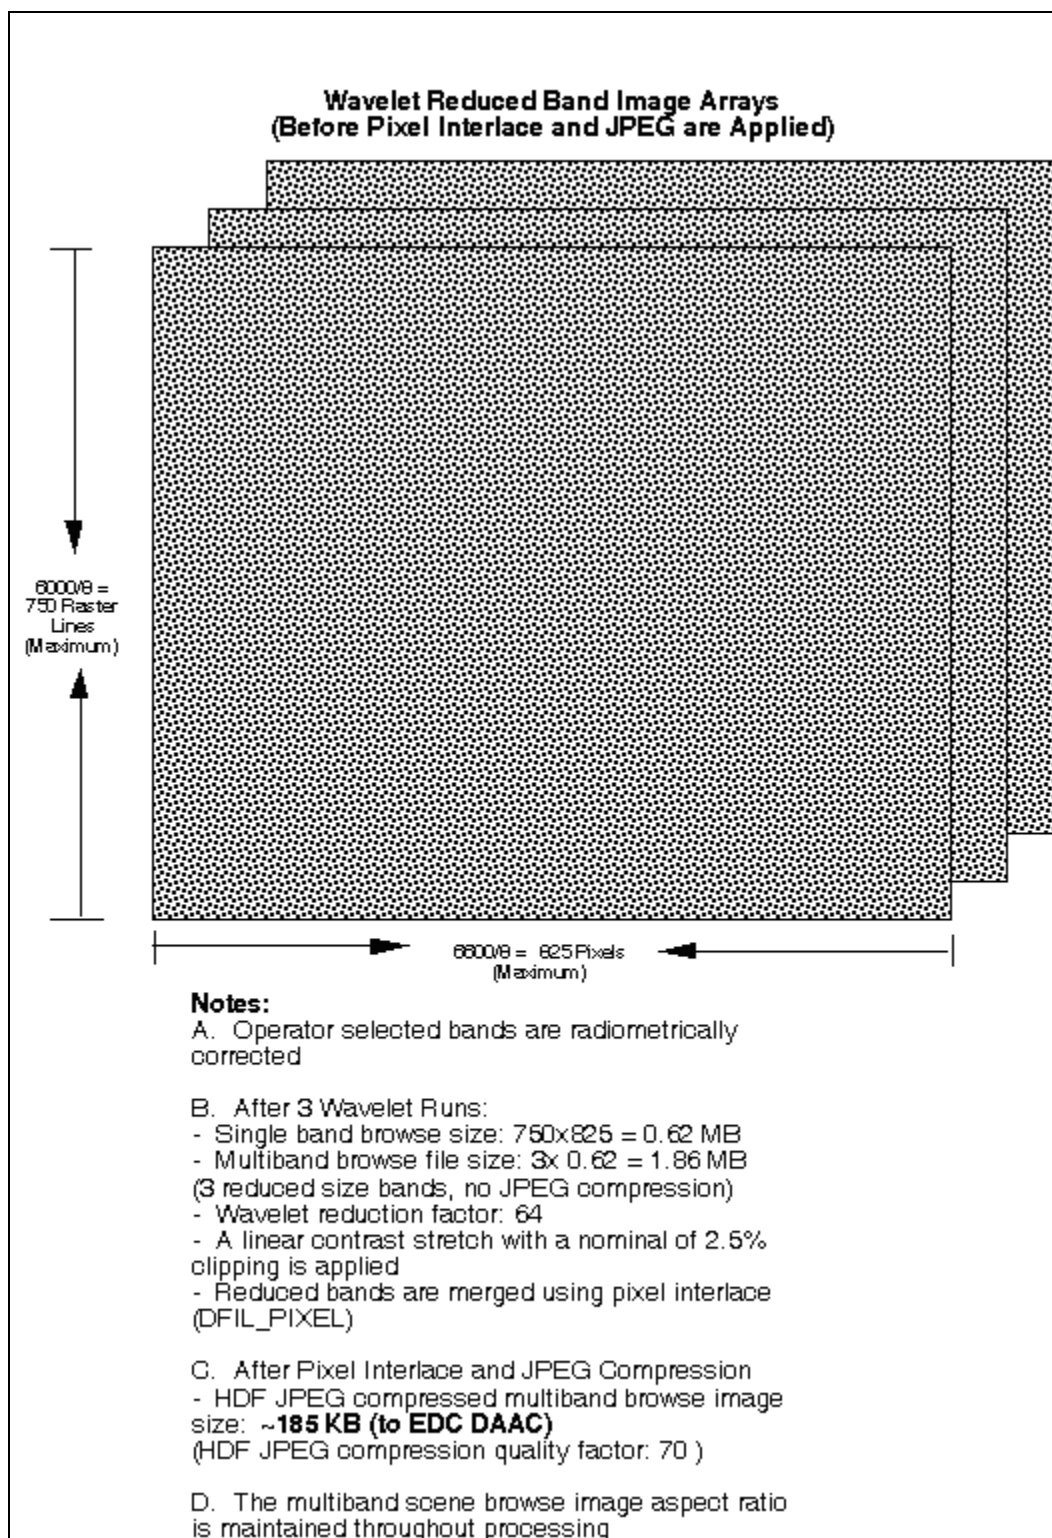 Wavelet Reduced Band Image Arrays
(Before Pixel Interlace and JPEG are Applied)
6000/8 =
750 Raster
Lines
(Maximum)
6600/8 = 825 Pixels
(Maximum)
Notes:
A. Operator selected bands are radiometrically
corrected
B. After 3 Wavelet Runs:
- Single band browse size: 750x825 = 0.62 MB
- Multiband browse file size: 3x 0.62 = 1.86 MB
(3 reduced size bands, no JPEG compression)
- Wavelet reduction factor: 64
- A linear contrast stretch with a nominal of 2.5%
clipping is applied
- Reduced bands are merged using pixel interlace
(DFIL_PIXEL)
C. After Pixel Interlace and JPEG Compression
- HDF JPEG compressed multiband browse image
size: ~185 KB (to EDC DAAC)
(HDF JPEG compression quality factor: 70 )
D. The multiband scene browse image aspect ratio
is maintained throughout processing